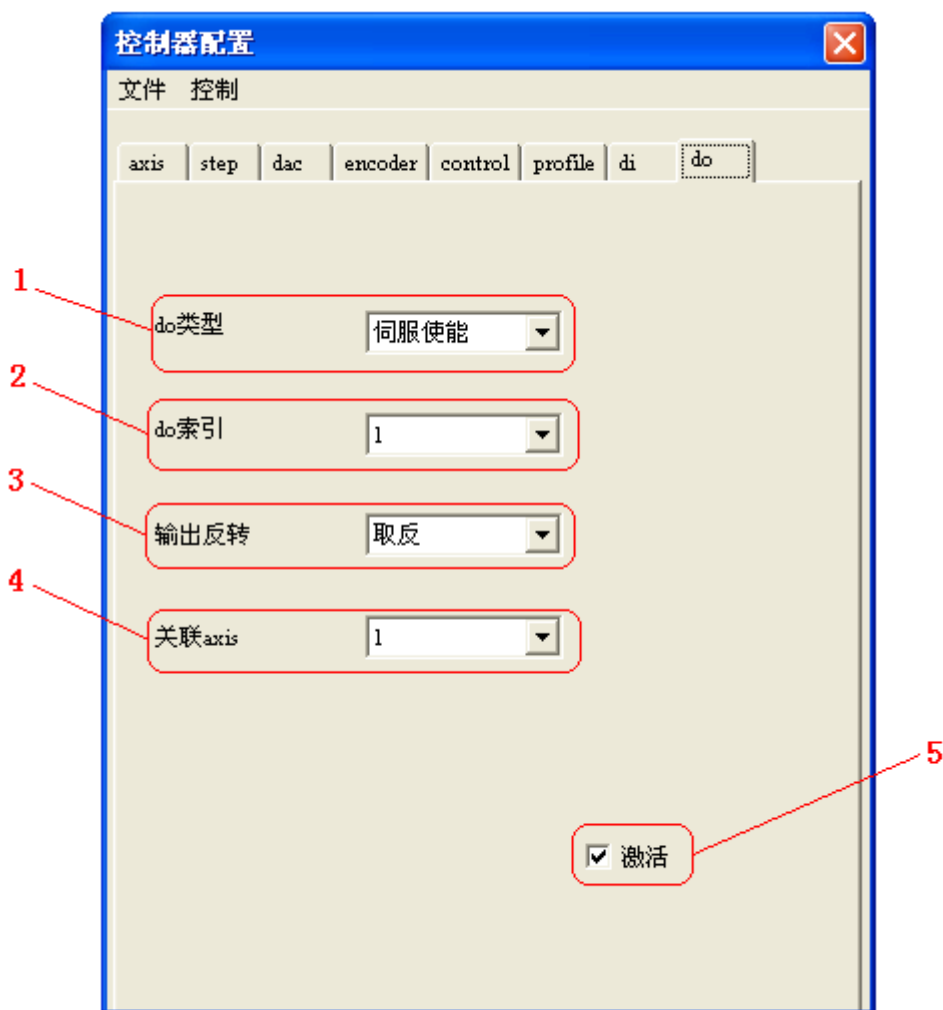 控制器配置
文件 控制
axis step dac encoder control profile di do
1
do类型 伺服使能
2
do索引 1
3
输出反转 取反
4
关联axis 1
5
激活